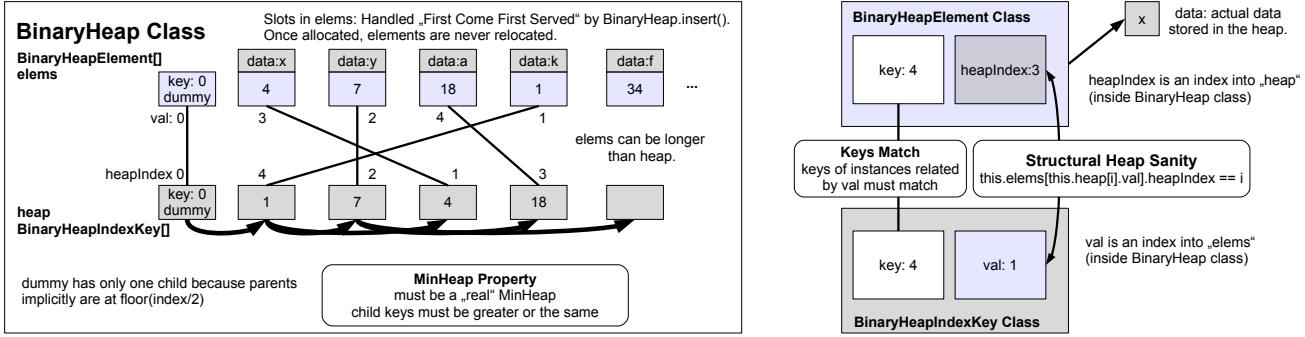 BinaryHeap Class
Slots in elems: Handled „First Come First Served“ by BinaryHeap.insert().
Once allocated, elements are never relocated.
BinaryHeapElement[]
elems
data:x
data:y
data:a
data:k
data:f
key: 0
dummy
4
7
18
1
34
...
val: 0
3
2
4
1
elems can be longer
than heap.
heapIndex 0
4
2
1
3
key: 0
dummy
1
7
4
18
heap
BinaryHeapIndexKey[]
dummy has only one child because parents
implicitly are at floor(index/2)
MinHeap Property
must be a „real“ MinHeap
child keys must be greater or the same
BinaryHeapElement Class
key: 4
heapIndex:3
x
data: actual data
stored in the heap.
heapIndex is an index into „heap“
(inside BinaryHeap class)
Keys Match
keys of instances related
by val must match
Structural Heap Sanity
this.elems[this.heap[i].val].heapIndex == i
key: 4
val: 1
val is an index into „elems“
(inside BinaryHeap class)
BinaryHeapIndexKey Class